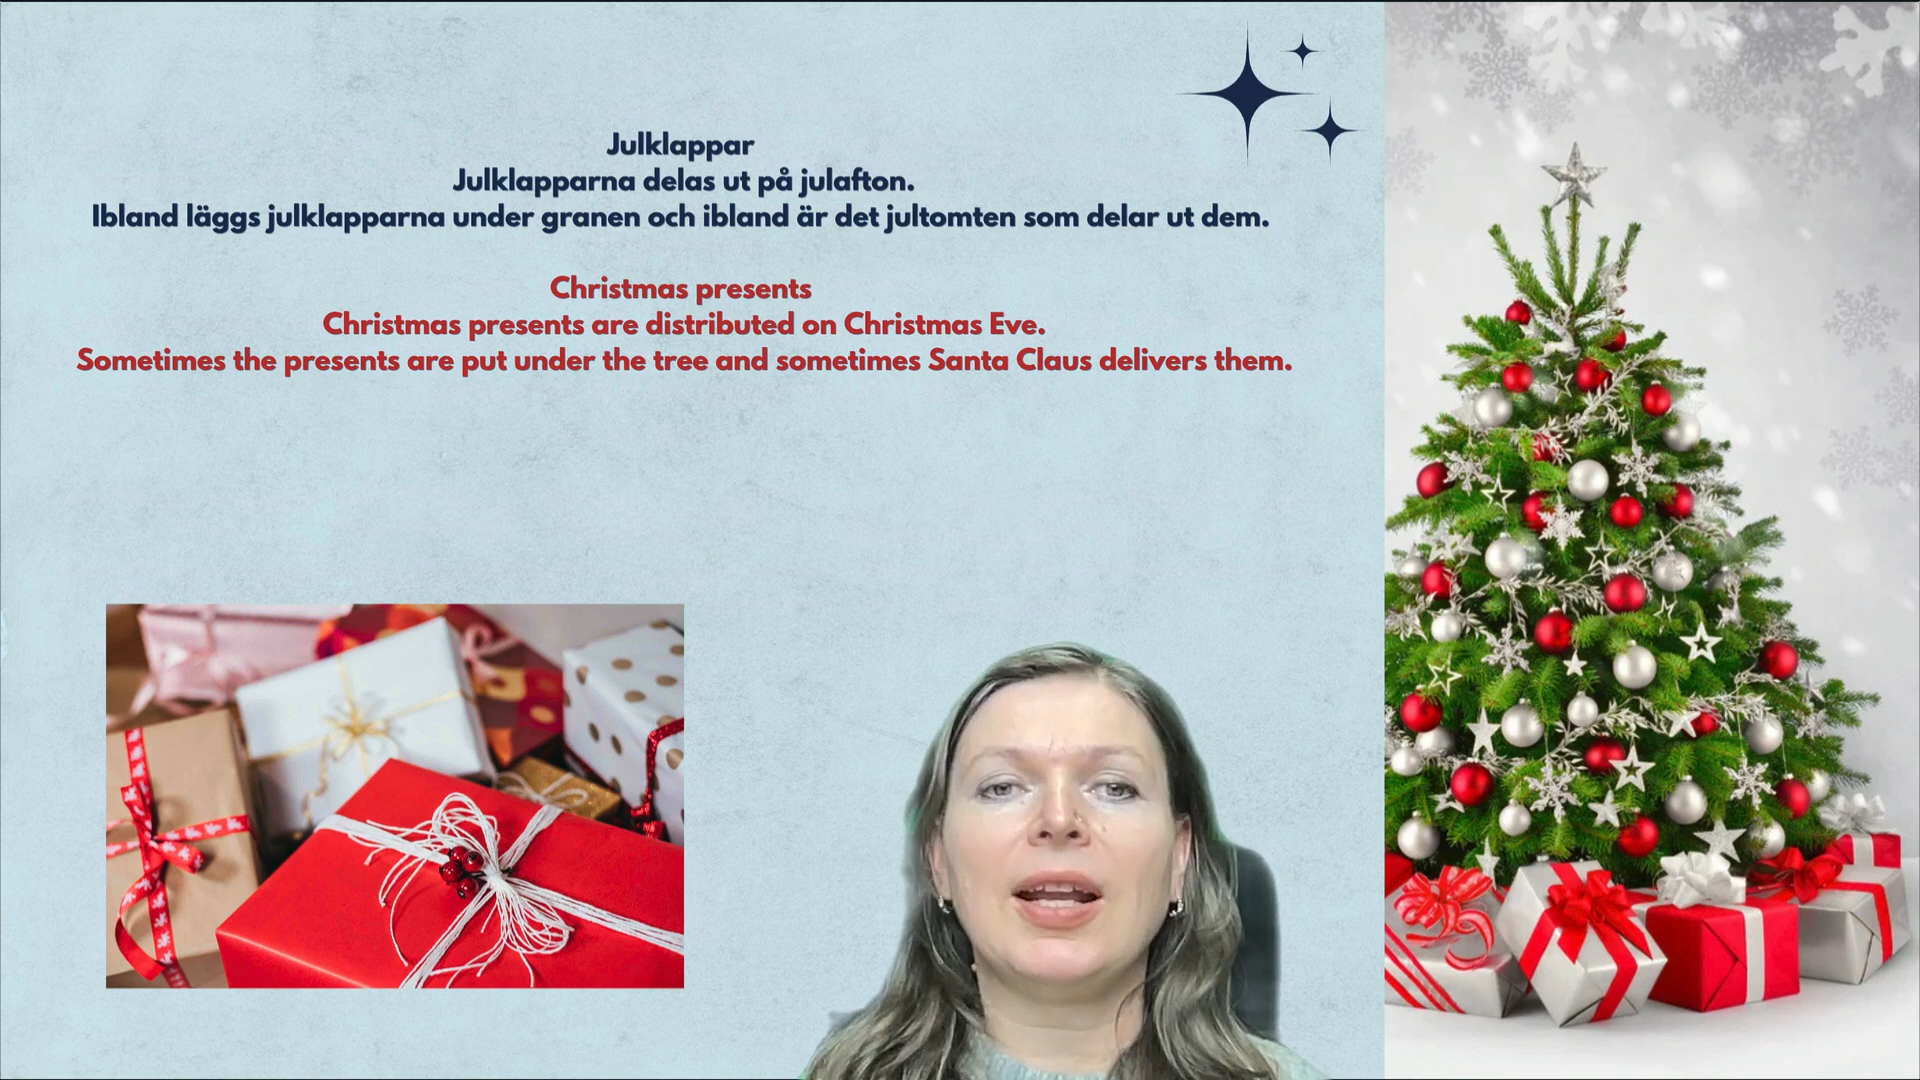 Julklappar
Julklapparna delas ut på julafton.
Ibland läggs julklapparna under granen och ibland är det jultomten som delar ut dem.
Christmas presents
Christmas presents are distributed on Christmas Eve.
Sometimes the presents are put under the tree and sometimes Santa Claus delivers them.